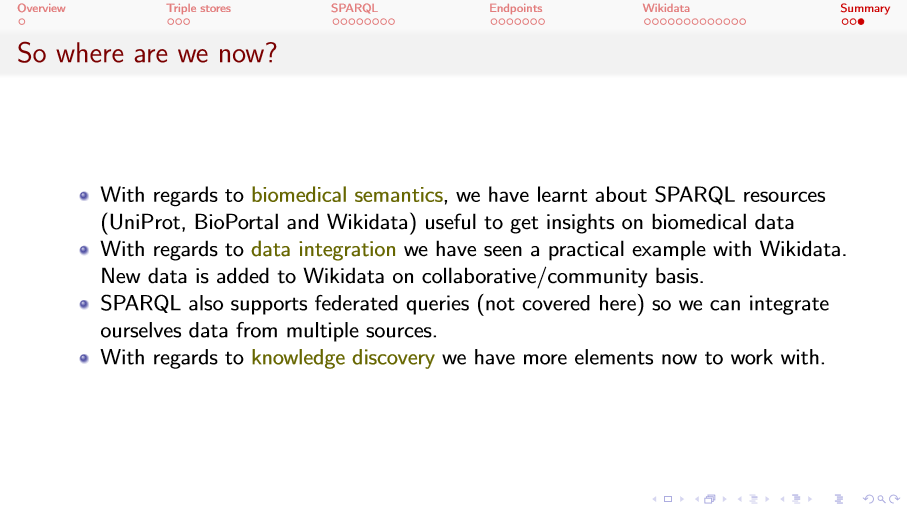 Overview Triple stores SPARQL Endpoints Wikidata Summary
So where are we now?
With regards to biomedical semantics, we have learnt about SPARQL resources
(UniProt, BioPortal and Wikidata) useful to get insights on biomedical data
With regards to data integration we have seen a practical example with Wikidata.
New data is added to Wikidata on collaborative/community basis.
SPARQL also supports federated queries (not covered here) so we can integrate
ourselves data from multiple sources.
With regards to knowledge discovery we have more elements now to work with.